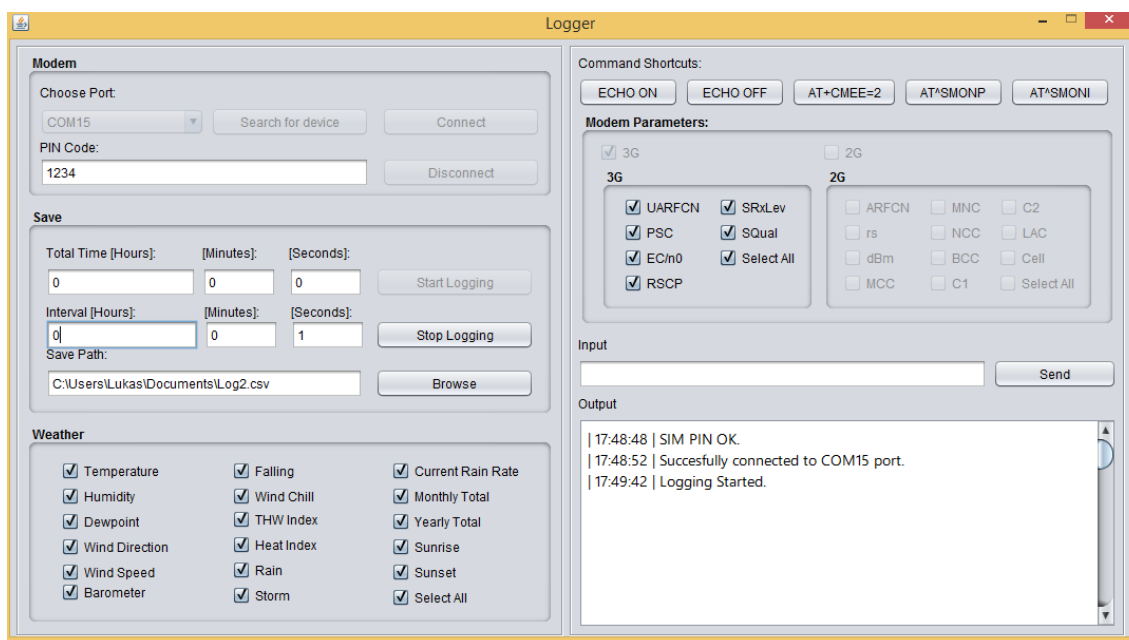 Logger
Modem
Choose Port:
COM15 Search for device Connect
PIN Code:
1234 Disconnect
Save
Total Time [Hours]: [Minutes]: [Seconds]:
0 0 0 Start Logging
Interval [Hours]: [Minutes]: [Seconds]:
0 0 1 Stop Logging
Save Path:
C:\Users\Lukas\Documents\Log2.csv Browse
Weather
Temperature Falling Current Rain Rate
Humidity Wind Chill Monthly Total
Dewpoint THW Index Yearly Total
Wind Direction Heat Index Sunrise
Wind Speed Rain Sunset
Barometer Storm Select All
Command Shortcuts:
ECHO ON ECHO OFF AT+CMEE=2 AT^SMONP AT^SMONI
Modem Parameters:
3G 2G
3G 2G
UARFCN SRxLev ARFCN MNC C2
PSC SQual rs NCC LAC
EC/n0 Select All dBm BCC Cell
RSCP MCC C1 Select All
Input
Send
Output
| 17:48:48 | SIM PIN OK.
| 17:48:52 | Succesfully connected to COM15 port.
| 17:49:42 | Logging Started.